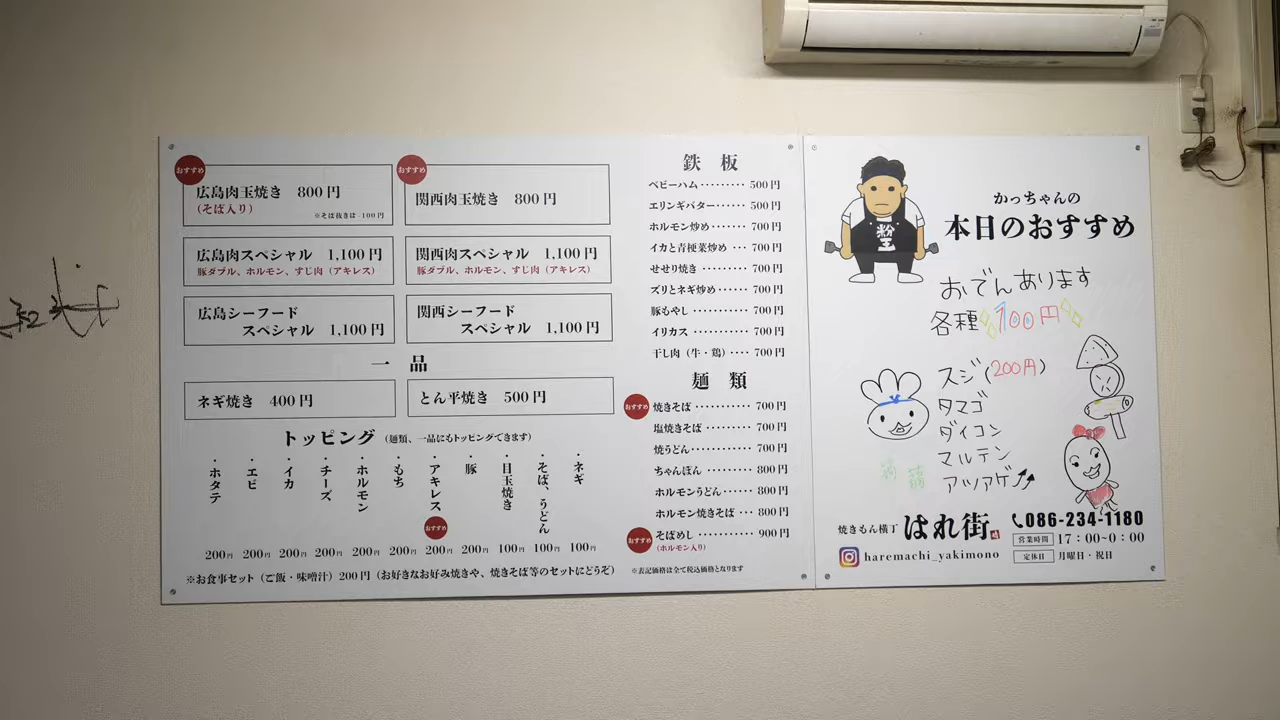 おすすめ
広島肉玉焼き 800円
(そば入り)
※そば抜きは-100円
おすすめ
関西肉玉焼き 800円
広島肉スペシャル 1,100円
豚ダブル、ホルモン、すじ肉(アキレス)
関西肉スペシャル 1,100円
豚ダブル、ホルモン、すじ肉(アキレス)
広島シーフード
スペシャル 1,100円
関西シーフード
スペシャル 1,100円
一品
ネギ焼き 400円
とん平焼き 500円
トッピング(麺類、一品にもトッピングできます)
・ホタテ 200円
・エビ 200円
・イカ 200円
・チーズ 200円
・ホルモン 200円
・もち 200円
・アキレス おすすめ 200円
・豚 200円
・目玉焼き 100円
・そば、うどん 100円
・ネギ 100円
※お食事セット(ご飯・味噌汁)200円(お好きなお好み焼きや、焼きそば等のセットにどうぞ)
鉄板
ベビーハム········· 500円
エリンギバター······ 500円
ホルモン炒め······· 700円
イカと青梗菜炒め ··· 700円
せせり焼き ········· 700円
ズリとネギ炒め······ 700円
豚もやし··········· 700円
イリカス··········· 700円
干し肉(牛・鶏)···· 700円
麺類
おすすめ
焼きそば··········· 700円
塩焼きそば········· 700円
焼うどん··········· 700円
ちゃんぽん········· 800円
ホルモンうどん······ 800円
ホルモン焼きそば ··· 800円
おすすめ
そばめし··········· 900円
(ホルモン入り)
※表記価格は全て税込価格となります
粉王
かっちゃんの
本日のおすすめ
おでんあります
各種 100円
スジ(200円)
タマゴ
ダイコン
マルテン
アツアゲ
蒟蒻
焼きもん横丁 はれ街
haremachi_yakimono
086-234-1180
営業時間 17:00~0:00
定休日 月曜日・祝日